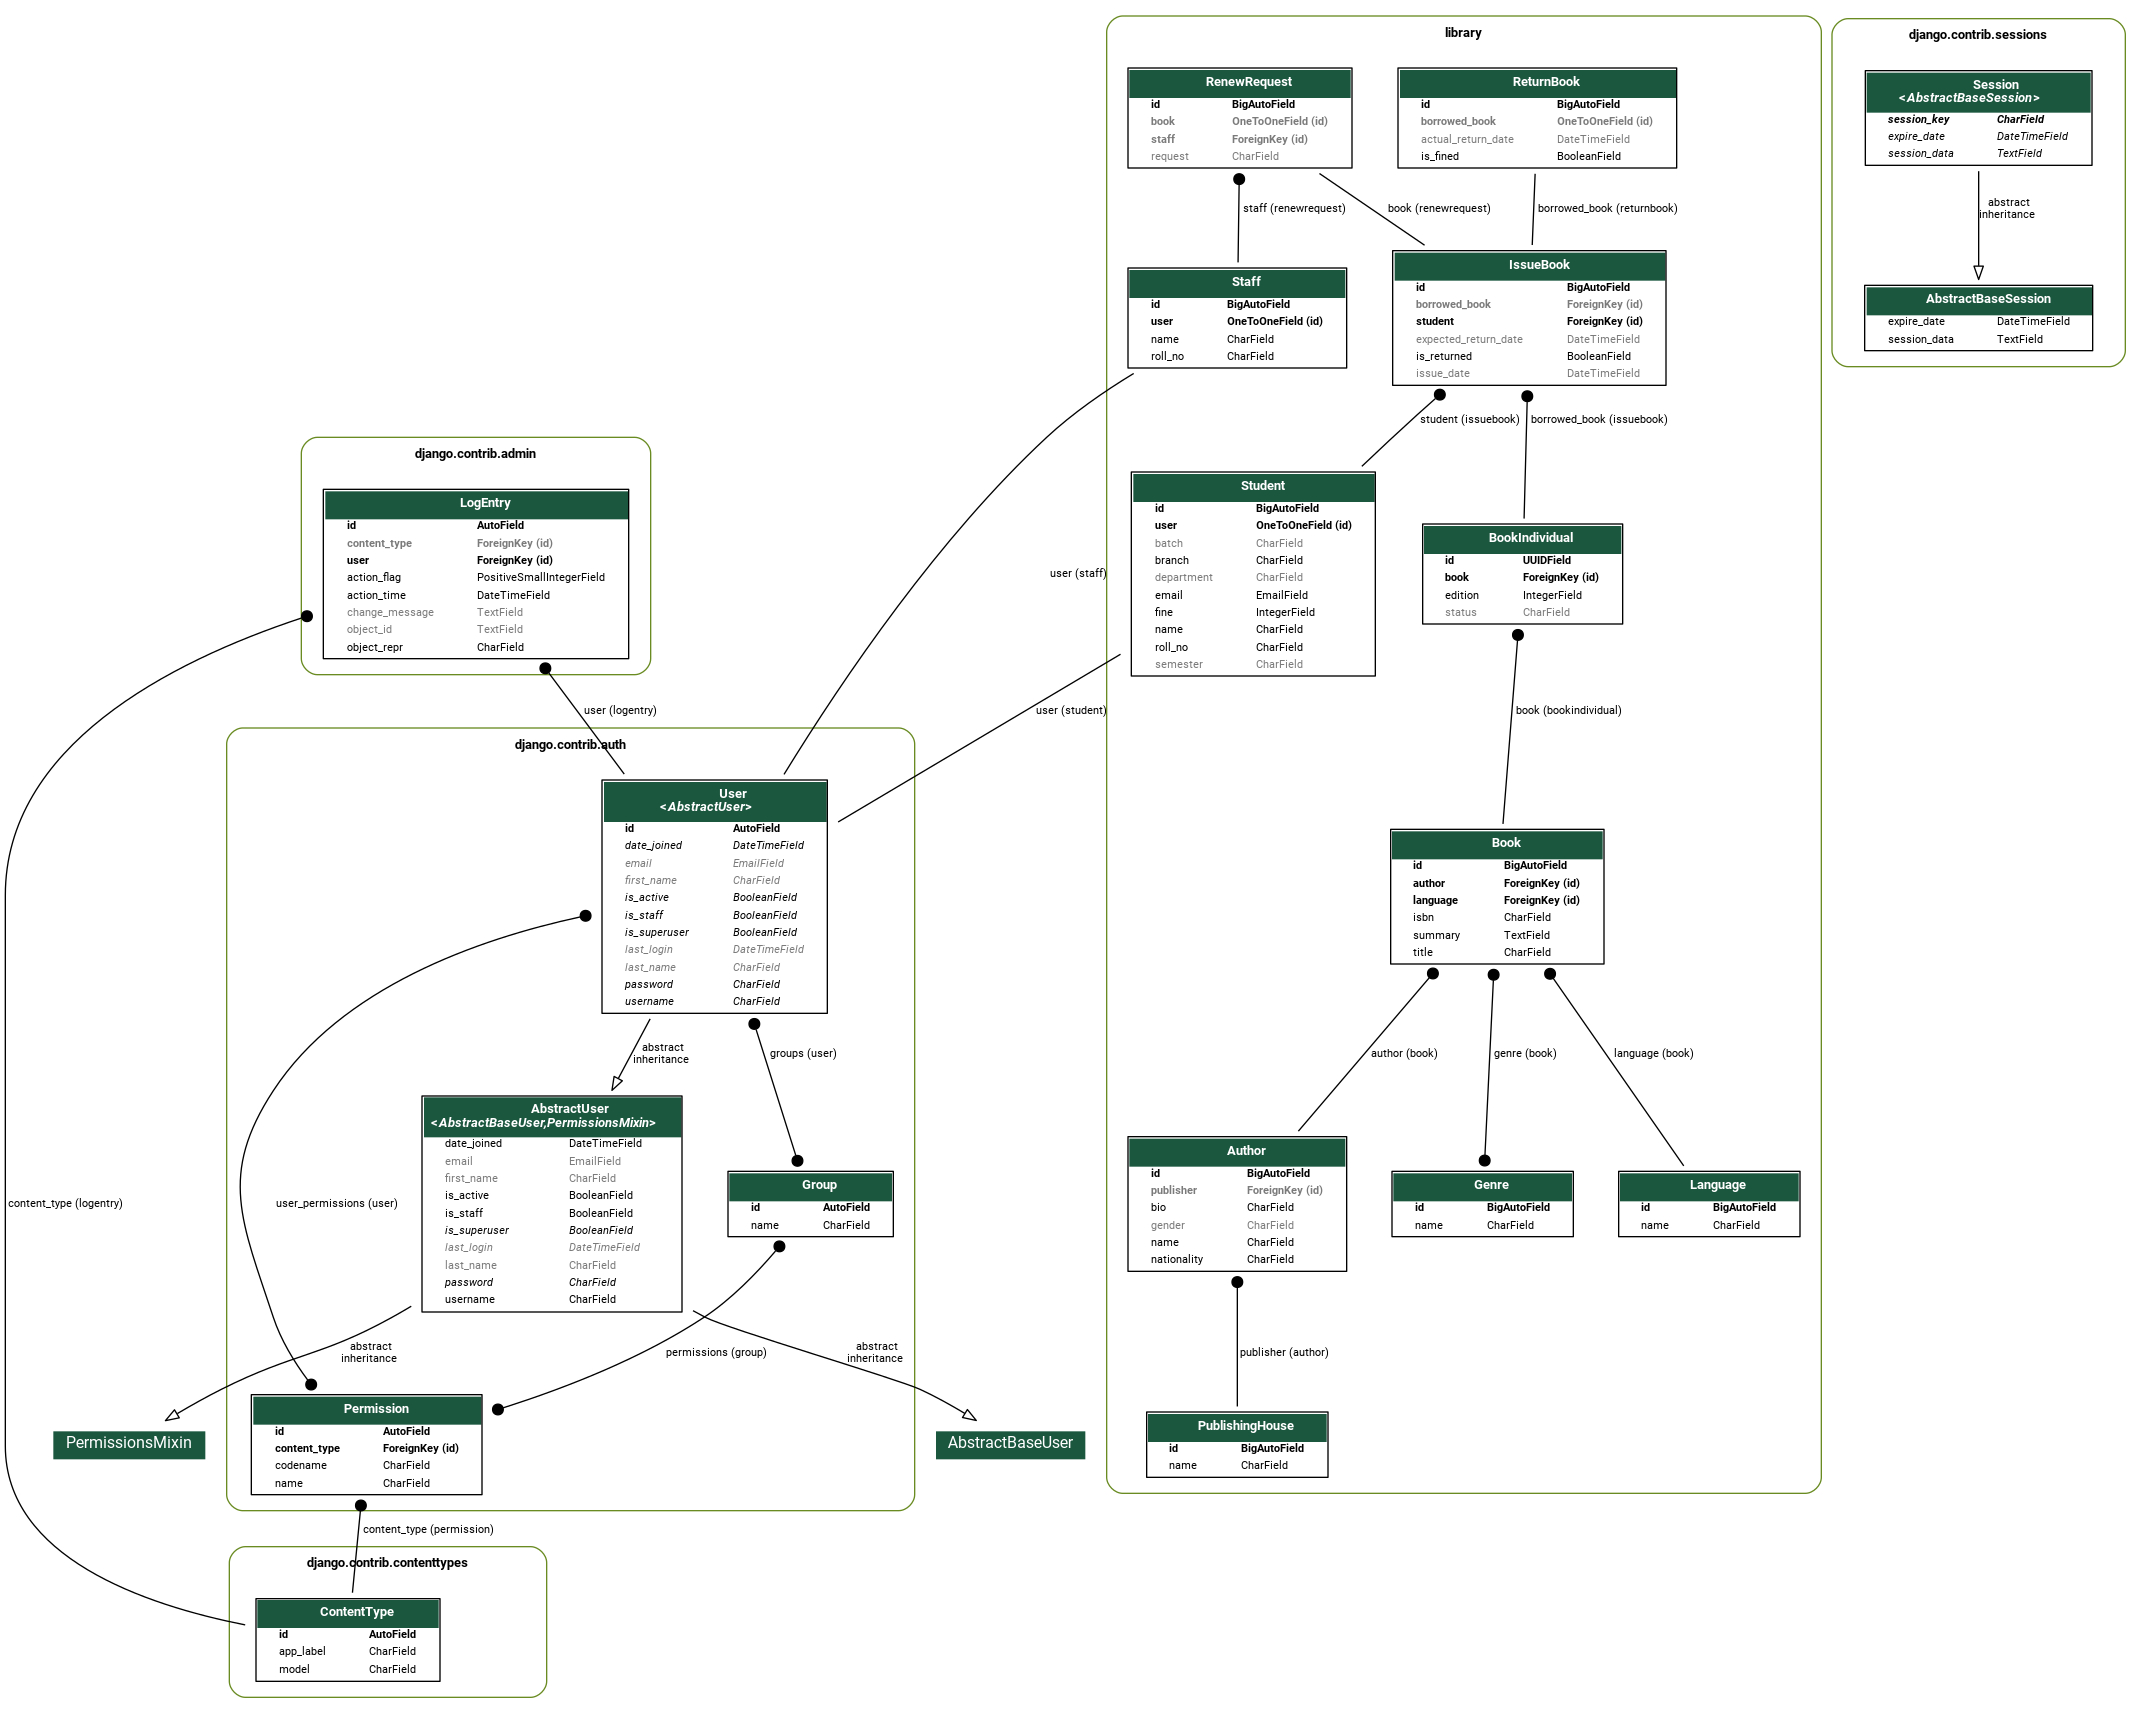 library
RenewRequest
id BigAutoField
book OneToOneField (id)
staff ForeignKey (id)
request CharField
ReturnBook
id BigAutoField
borrowed_book OneToOneField (id)
actual_return_date DateTimeField
is_fined BooleanField
staff (renewrequest)
book (renewrequest)
borrowed_book (returnbook)
Staff
id BigAutoField
user OneToOneField (id)
name CharField
roll_no CharField
IssueBook
id BigAutoField
borrowed_book ForeignKey (id)
student ForeignKey (id)
expected_return_date DateTimeField
is_returned BooleanField
issue_date DateTimeField
student (issuebook)
borrowed_book (issuebook)
Student
id BigAutoField
user OneToOneField (id)
batch CharField
branch CharField
department CharField
email EmailField
fine IntegerField
name CharField
roll_no CharField
semester CharField
BookIndividual
id UUIDField
book ForeignKey (id)
edition IntegerField
status CharField
user (staff)
user (student)
book (bookindividual)
Book
id BigAutoField
author ForeignKey (id)
language ForeignKey (id)
isbn CharField
summary TextField
title CharField
author (book)
genre (book)
language (book)
Author
id BigAutoField
publisher ForeignKey (id)
bio CharField
gender CharField
name CharField
nationality CharField
Genre
id BigAutoField
name CharField
Language
id BigAutoField
name CharField
publisher (author)
PublishingHouse
id BigAutoField
name CharField
django.contrib.sessions
Session
<AbstractBaseSession>
session_key CharField
expire_date DateTimeField
session_data TextField
abstract
inheritance
AbstractBaseSession
expire_date DateTimeField
session_data TextField
django.contrib.admin
LogEntry
id AutoField
content_type ForeignKey (id)
user ForeignKey (id)
action_flag PositiveSmallIntegerField
action_time DateTimeField
change_message TextField
object_id TextField
object_repr CharField
user (logentry)
django.contrib.auth
User
<AbstractUser>
id AutoField
date_joined DateTimeField
email EmailField
first_name CharField
is_active BooleanField
is_staff BooleanField
is_superuser BooleanField
last_login DateTimeField
last_name CharField
password CharField
username CharField
abstract
inheritance
groups (user)
AbstractUser
<AbstractBaseUser,PermissionsMixin>
date_joined DateTimeField
email EmailField
first_name CharField
is_active BooleanField
is_staff BooleanField
is_superuser BooleanField
last_login DateTimeField
last_name CharField
password CharField
username CharField
Group
id AutoField
name CharField
content_type (logentry)
user_permissions (user)
abstract
inheritance
permissions (group)
abstract
inheritance
PermissionsMixin
Permission
id AutoField
content_type ForeignKey (id)
codename CharField
name CharField
AbstractBaseUser
content_type (permission)
django.contrib.contenttypes
ContentType
id AutoField
app_label CharField
model CharField